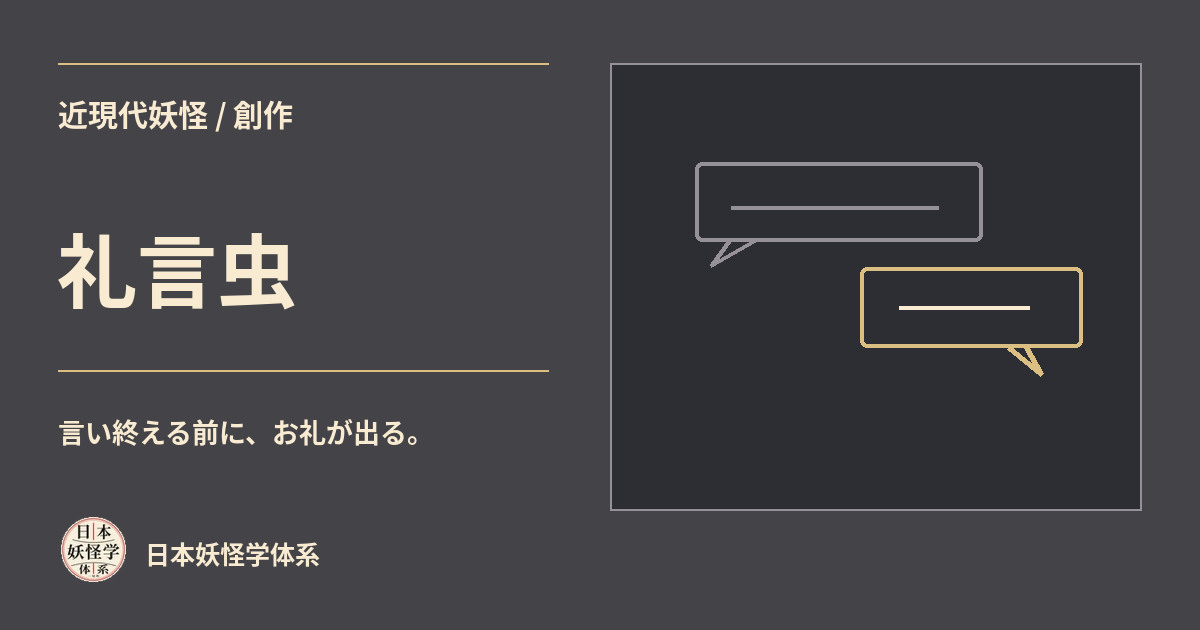 近現代妖怪 / 創作
礼言虫
言い終える前に、お礼が出る。
日本
妖怪学
体系
日本妖怪学体系